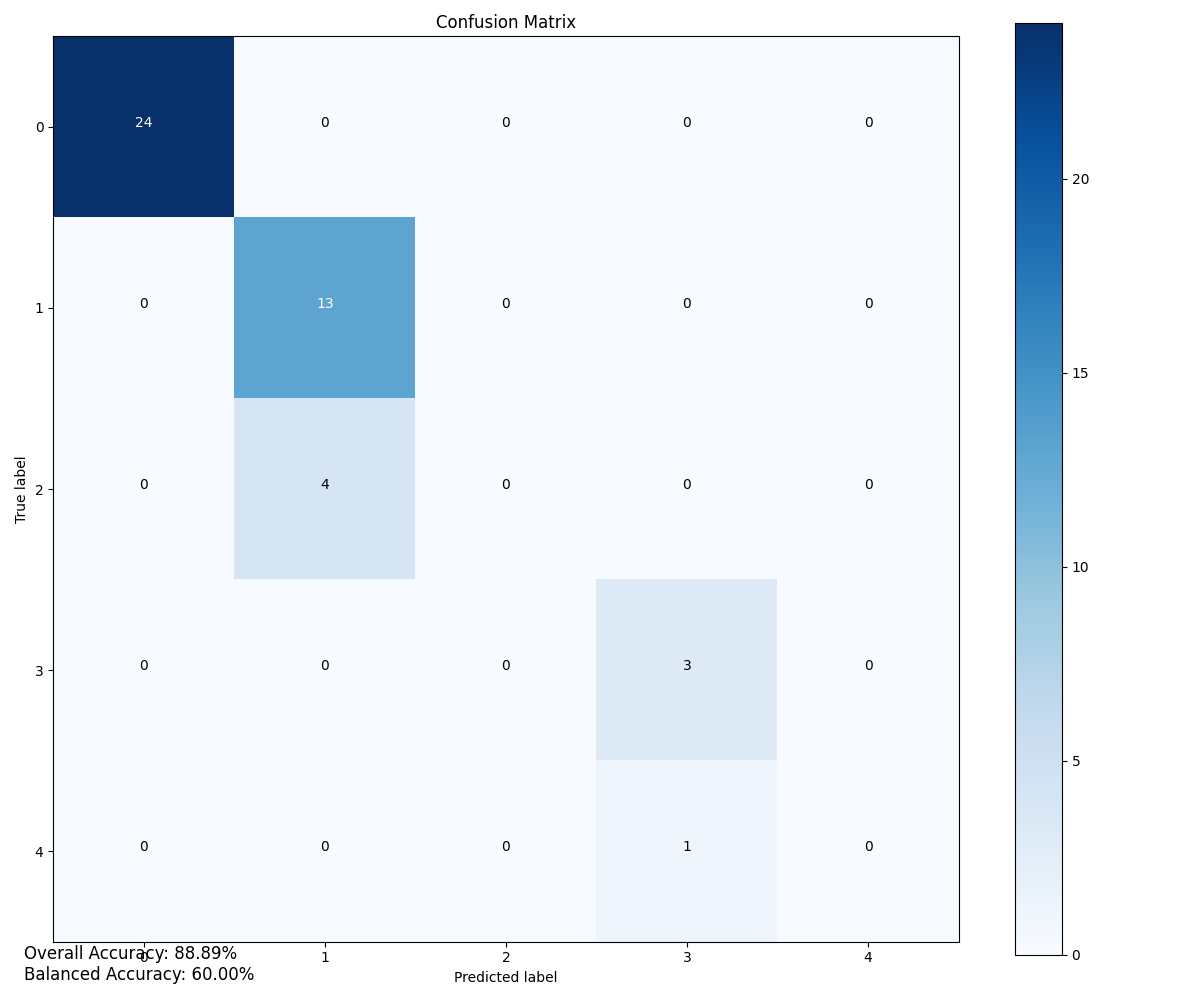 Confusion Matrix
True label
0 24 0 0 0 0
1 0 13 0 0 0
2 0 4 0 0 0
3 0 0 0 3 0
4 0 0 0 1 0
0 1 2 3 4
Predicted label
Overall Accuracy: 88.89%
Balanced Accuracy: 60.00%
20
15
10
5
0